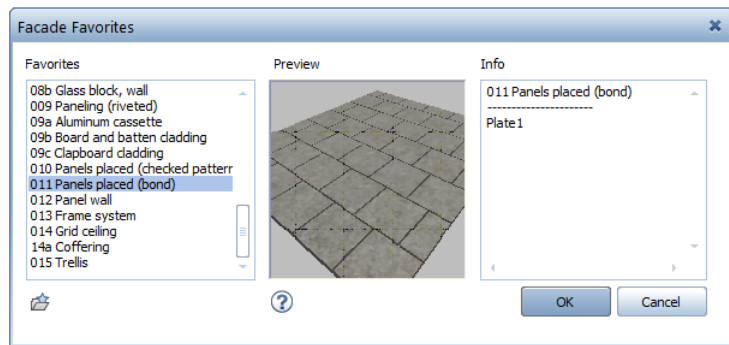 Facade Favorites
Favorites
Preview
Info
08b Glass block, wall
009 Paneling (riveted)
09a Aluminum cassette
09b Board and batten cladding
09c Clapboard cladding
010 Panels placed (checked pattern
011 Panels placed (bond)
012 Panel wall
013 Frame system
014 Grid ceiling
14a Coffering
015 Trellis
011 Panels placed (bond)
----------------------
Plate1
OK
Cancel